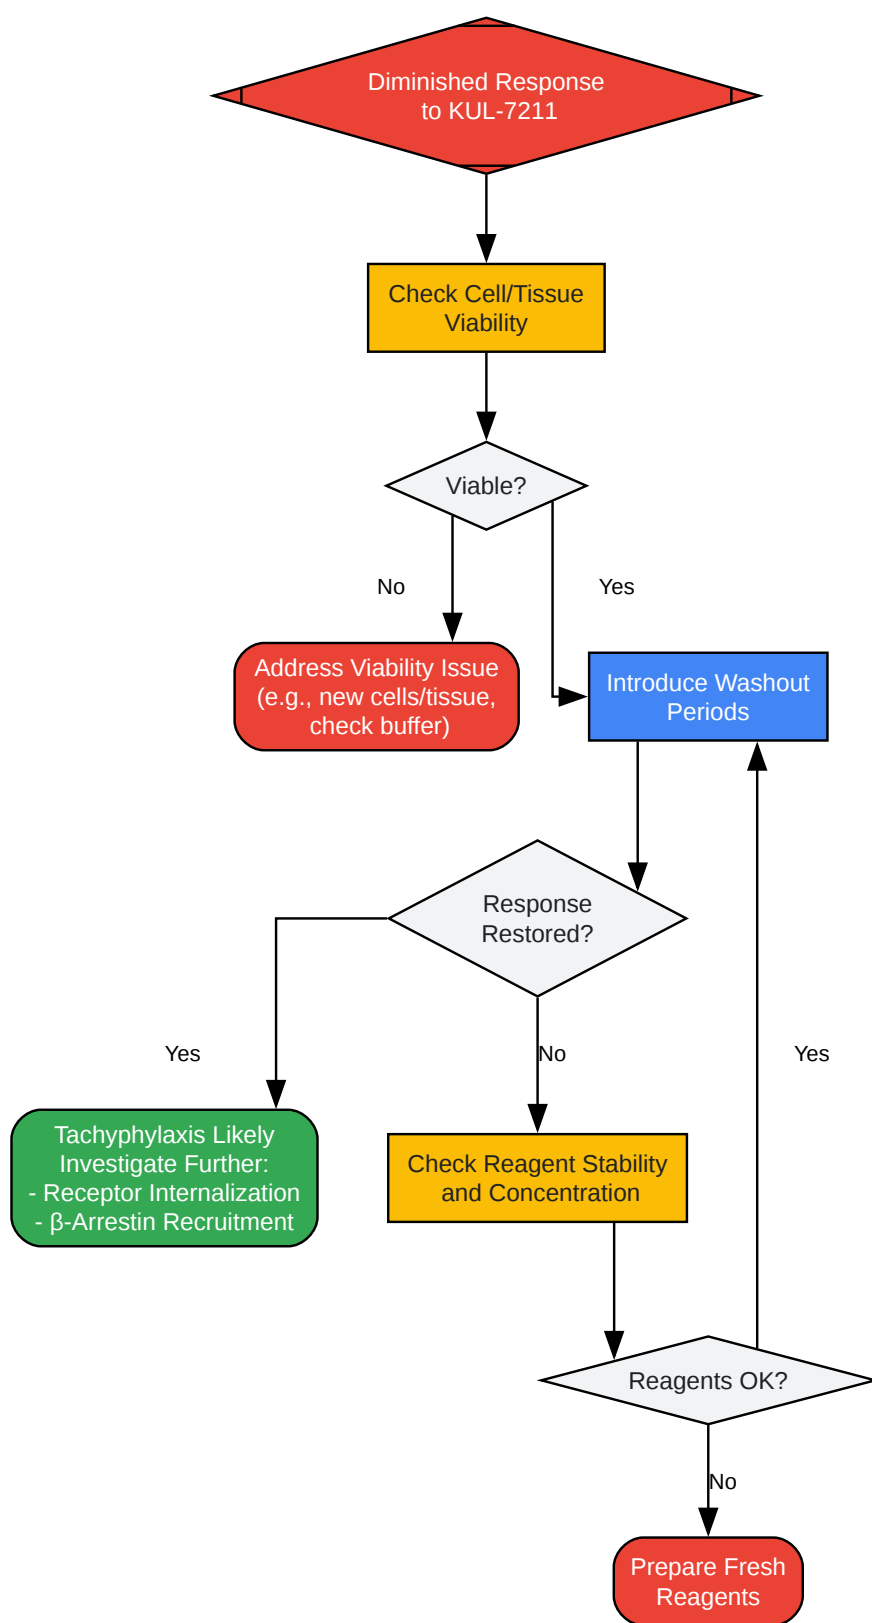 Diminished Response
to KUL-7211
Check Cell/Tissue
Viability
Viable?
No
Yes
Address Viability Issue
(e.g., new cells/tissue,
check buffer)
Introduce Washout
Periods
Response
Restored?
Yes
No
Yes
Tachyphylaxis Likely
Investigate Further:
- Receptor Internalization
- β-Arrestin Recruitment
Check Reagent Stability
and Concentration
Reagents OK?
No
Prepare Fresh
Reagents